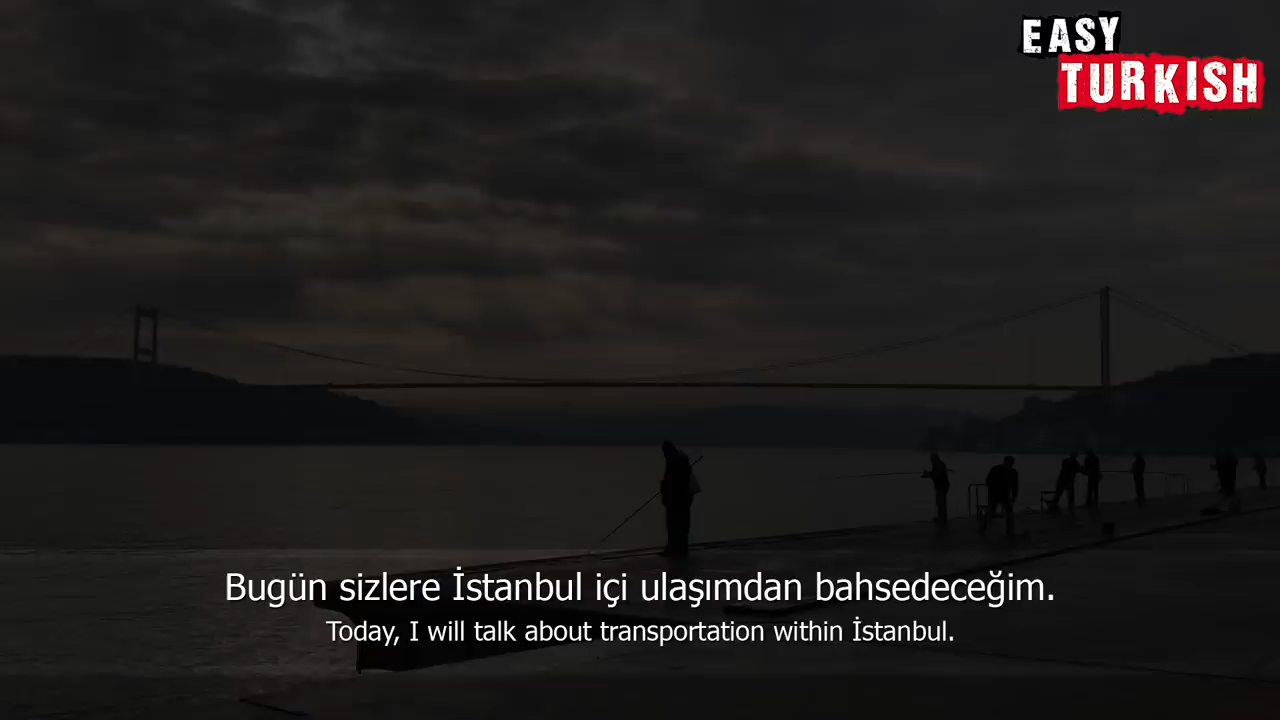 EASY
TURKISH
Bugün sizlere İstanbul içi ulaşımdan bahsedeceğim.
Today, I will talk about transportation within İstanbul.